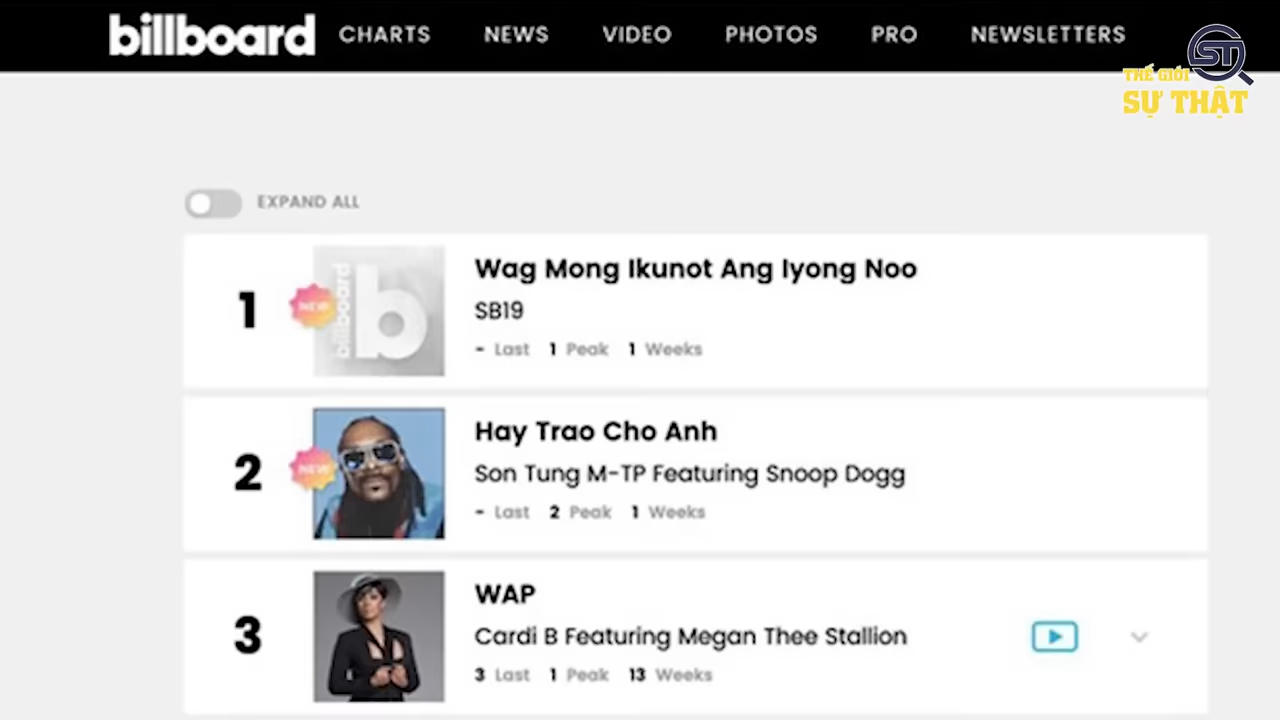 billboard CHARTS NEWS VIDEO PHOTOS PRO NEWSLETTERS
ST
THẾ GIỚI
SỰ THẬT
EXPAND ALL
1
NEW
billboard
b
Wag Mong Ikunot Ang Iyong Noo
SB19
- Last 1 Peak 1 Weeks
2
NEW
Hay Trao Cho Anh
Son Tung M-TP Featuring Snoop Dogg
- Last 2 Peak 1 Weeks
3
WAP
Cardi B Featuring Megan Thee Stallion
3 Last 1 Peak 13 Weeks